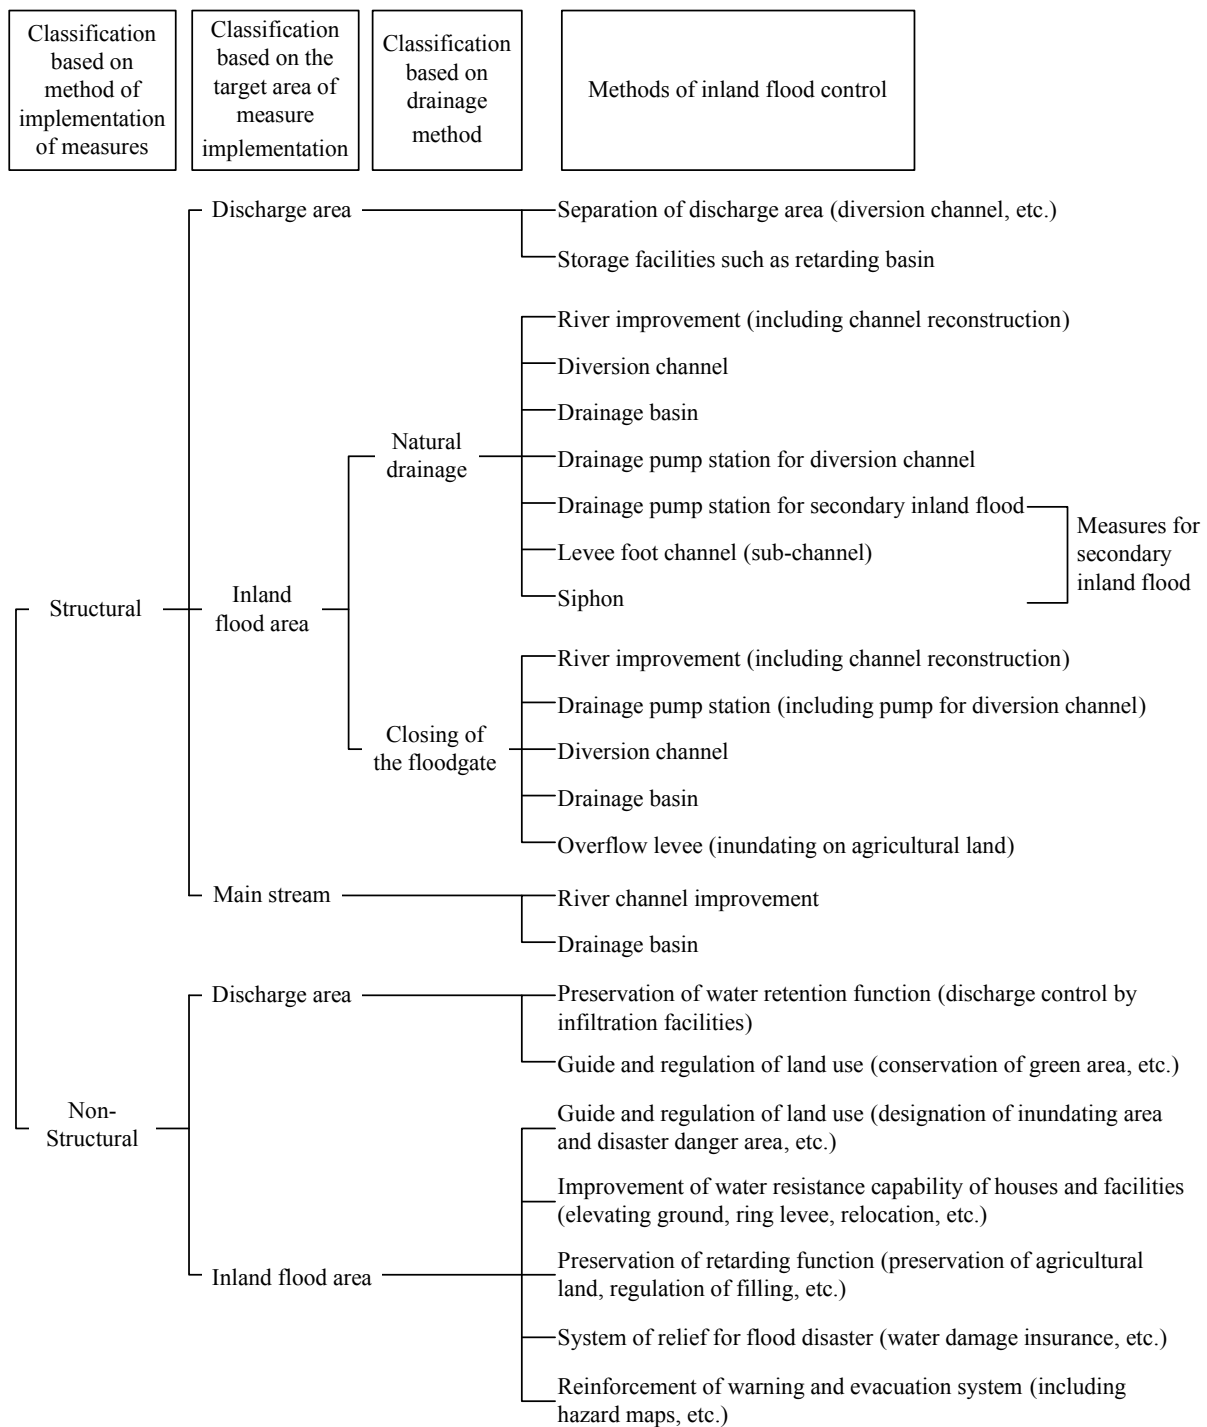 Classification
based on
method of
implementation
of measures
Classification
based on the
target area of
measure
implementation
Classification
based on
drainage
method
Methods of inland flood control
Discharge area
Separation of discharge area (diversion channel, etc.)
Storage facilities such as retarding basin
River improvement (including channel reconstruction)
Diversion channel
Drainage basin
Natural
drainage
Drainage pump station for diversion channel
Drainage pump station for secondary inland flood
Levee foot channel (sub-channel)
Siphon
Measures for
secondary
inland flood
Structural
Inland
flood area
River improvement (including channel reconstruction)
Drainage pump station (including pump for diversion channel)
Closing of
the floodgate
Diversion channel
Drainage basin
Overflow levee (inundating on agricultural land)
Main stream
River channel improvement
Drainage basin
Discharge area
Preservation of water retention function (discharge control by
infiltration facilities)
Guide and regulation of land use (conservation of green area, etc.)
Non-
Structural
Guide and regulation of land use (designation of inundating area
and disaster danger area, etc.)
Improvement of water resistance capability of houses and facilities
(elevating ground, ring levee, relocation, etc.)
Inland flood area
Preservation of retarding function (preservation of agricultural
land, regulation of filling, etc.)
System of relief for flood disaster (water damage insurance, etc.)
Reinforcement of warning and evacuation system (including
hazard maps, etc.)